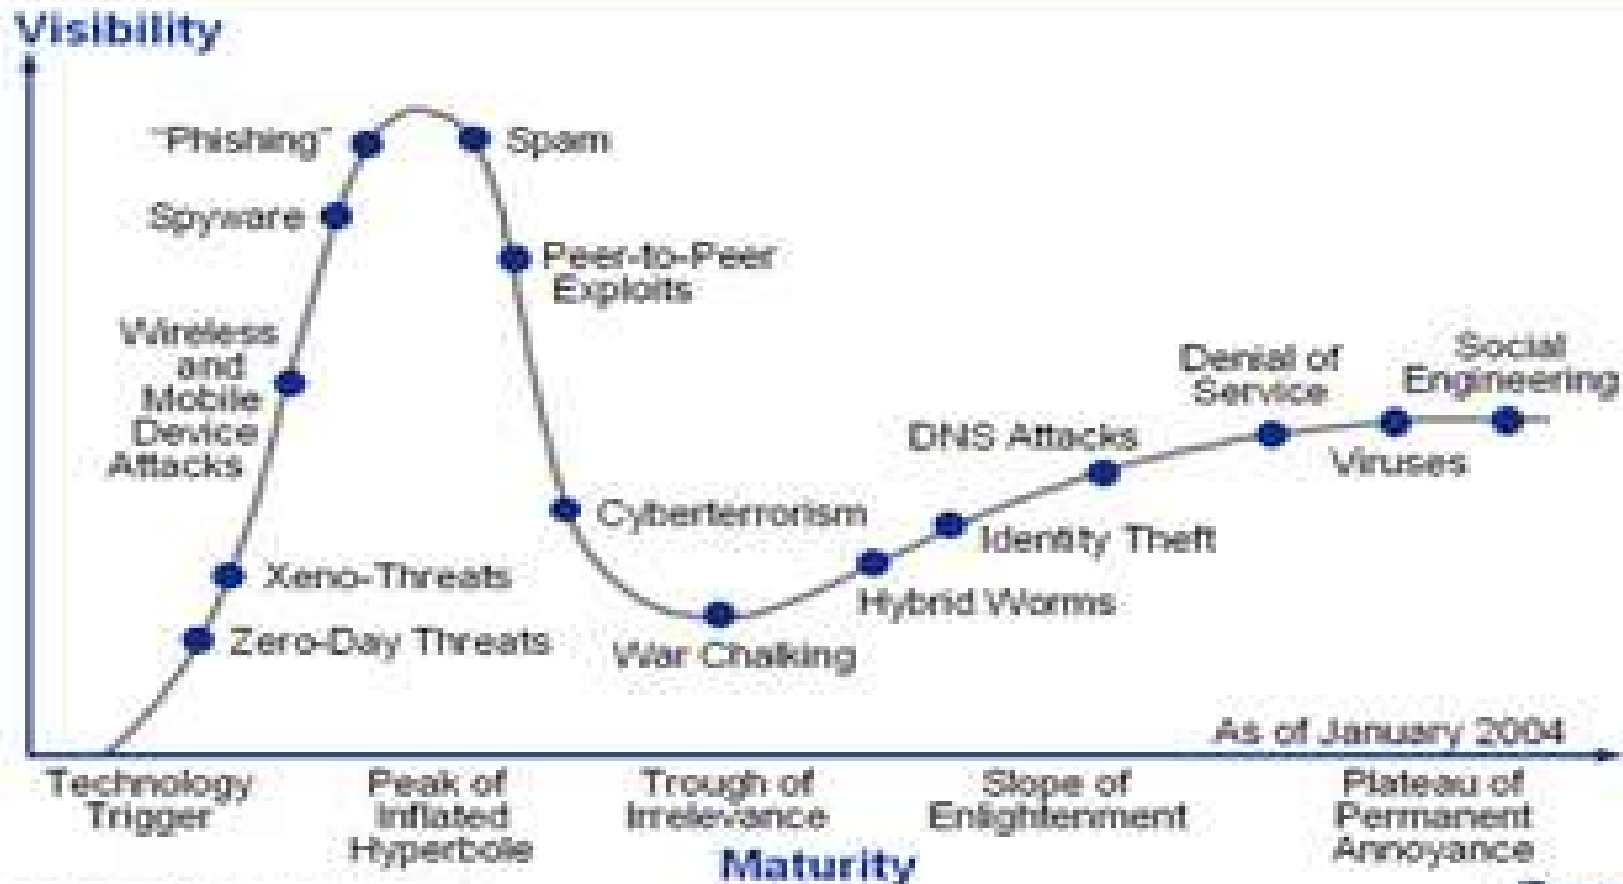 Visibility
"Phishing"
Spam
Spyware
Peer-to-Peer
Exploits
Wireless
and
Mobile
Device
Attacks
Denial of
Service
Social
Engineering
DNS Attacks
Viruses
Cyberterrorism
Identity Theft
Xeno-Threats
Hybrid Worms
Zero-Day Threats
War Chalking
As of January 2004
Technology
Trigger
Peak of
Inflated
Hyperbole
Trough of
Irrelevance
Slope of
Enlightenment
Plateau of
Permanent
Annoyance
Maturity